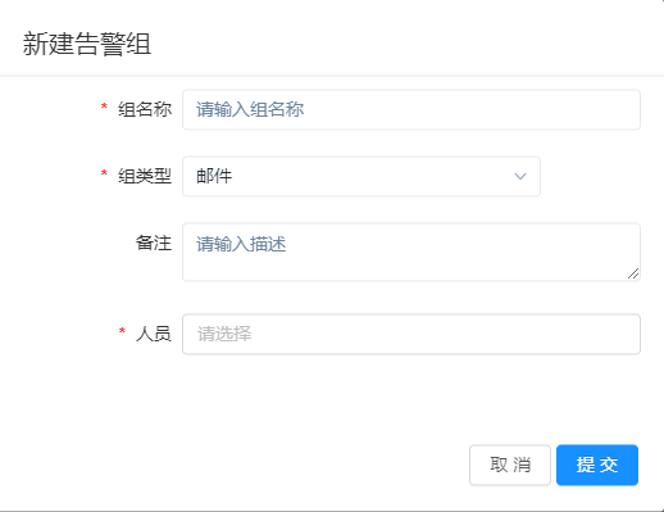 新建告警组
* 组名称 请输入组名称
* 组类型 邮件
备注 请输入描述
* 人员 请选择
取 消 提 交